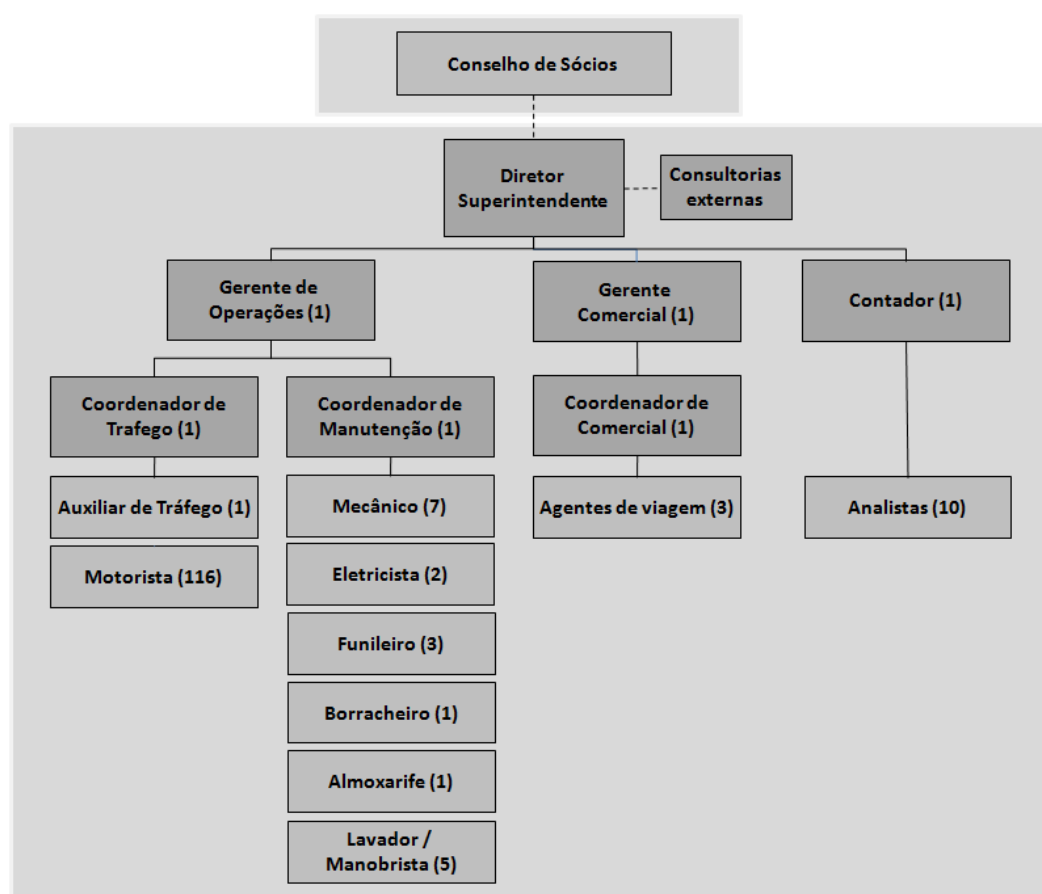 Conselho de Sócios
Diretor
Superintendente
Consultorias
externas
Gerente de
Operações (1)
Gerente
Comercial (1)
Contador (1)
Coordenador de
Trafego (1)
Coordenador de
Manutenção (1)
Coordenador de
Comercial (1)
Auxiliar de Tráfego (1)
Mecânico (7)
Agentes de viagem (3)
Analistas (10)
Motorista (116)
Eletricista (2)
Funileiro (3)
Borracheiro (1)
Almoxarife (1)
Lavador /
Manobrista (5)